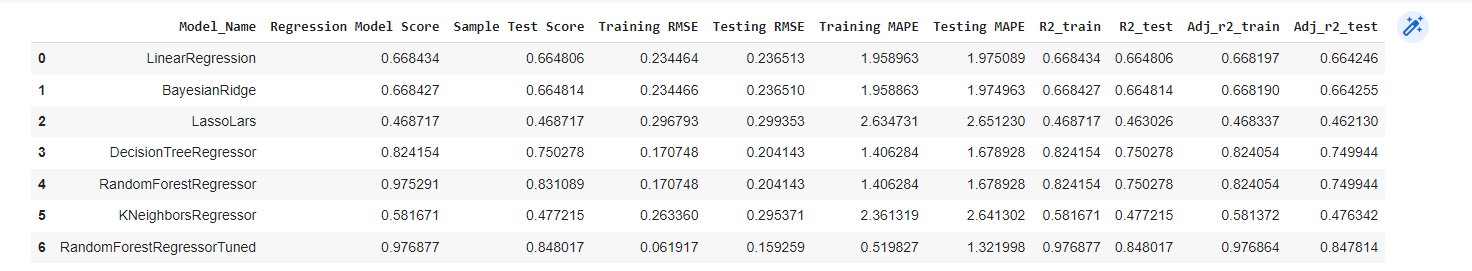 Model_Name Regression Model Score Sample Test Score Training RMSE Testing RMSE Training MAPE Testing MAPE R2_train R2_test Adj_r2_train Adj_r2_test
0 LinearRegression 0.668434 0.664806 0.234464 0.236513 1.958963 1.975089 0.668434 0.664806 0.668197 0.664246
1 BayesianRidge 0.668427 0.664814 0.234466 0.236510 1.958863 1.974963 0.668427 0.664814 0.668190 0.664255
2 LassoLars 0.468717 0.468717 0.296793 0.299353 2.634731 2.651230 0.468717 0.463026 0.468337 0.462130
3 DecisionTreeRegressor 0.824154 0.750278 0.170748 0.204143 1.406284 1.678928 0.824154 0.750278 0.824054 0.749944
4 RandomForestRegressor 0.975291 0.831089 0.170748 0.204143 1.406284 1.678928 0.824154 0.750278 0.824054 0.749944
5 KNeighborsRegressor 0.581671 0.477215 0.263360 0.295371 2.361319 2.641302 0.581671 0.477215 0.581372 0.476342
6 RandomForestRegressorTuned 0.976877 0.848017 0.061917 0.159259 0.519827 1.321998 0.976877 0.848017 0.976864 0.847814